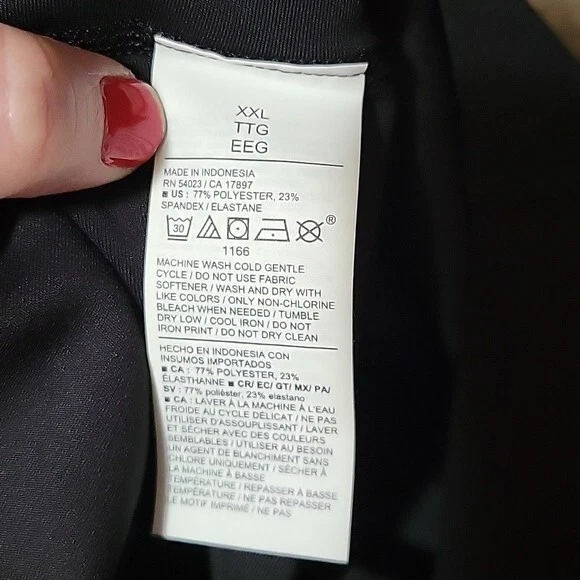 XXL
TTG
EEG
MADE IN INDONESIA
RN 54023 / CA 17897
■ US : 77% POLYESTER, 23%
SPANDEX / ELASTANE
30
®
1166
MACHINE WASH COLD GENTLE
CYCLE / DO NOT USE FABRIC
SOFTENER / WASH AND DRY WITH
LIKE COLORS / ONLY NON-CHLORINE
BLEACH WHEN NEEDED / TUMBLE
DRY LOW / COOL IRON / DO NOT
IRON PRINT / DO NOT DRY CLEAN
HECHO EN INDONESIA CON
INSUMOS IMPORTADOS
■ CA : 77% POLYESTER, 23%
ÉLASTHANNE ■ CR/ EC/ GT/ MX/ PA/
SV : 77% poliéster, 23% elastano
■ CA : LAVER À LA MACHINE À L'EAU
FROIDE AU CYCLE DÉLICAT / NE PAS
UTILISER D'ASSOUPLISSANT / LAVER
ET SÉCHER AVEC DES COULEURS
SEMBLABLES / UTILISER AU BESOIN
UN AGENT DE BLANCHIMENT SANS
CHLORE UNIQUEMENT / SÉCHER À
LA MACHINE À BASSE
TEMPÉRATURE / REPASSER À BASSE
TEMPÉRATURE / NE PAS REPASSER
LE MOTIF IMPRIMÉ / NE PAS